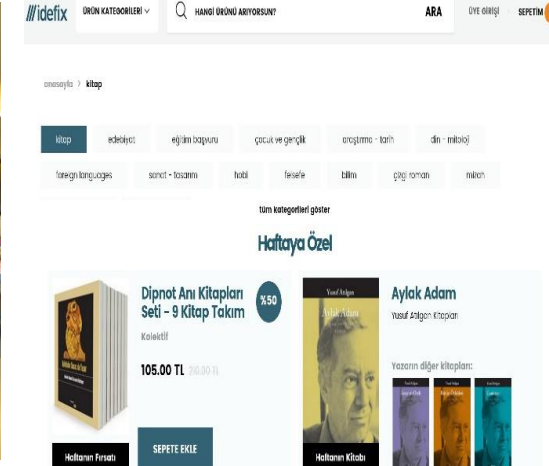 idefix
ÜRÜN KATEGORİLERİ
HANGİ ÜRÜNÜ ARIYORSUN?
ARA
ÜYE GİRİŞİ
SEPETİM
anasayfa > kitap
kitap
edebiyat
eğitim başvuru
çocuk ve gençlik
araştırma - tarih
din - mitoloji
foreign languages
sanat - tasarım
hobi
felsefe
bilim
çizgi roman
mizah
tüm kategorileri göster
Haftaya Özel
Dipnot Anı Kitapları
Seti - 9 Kitap Takım
%50
Kolektif
105.00 TL 210.00 TL
Haftanın Fırsatı
SEPETE EKLE
Yusuf Atılgan
Aylak Adam
Haftanın Kitabı
Aylak Adam
Yusuf Atılgan Kitapları
Yazarın diğer kitapları: